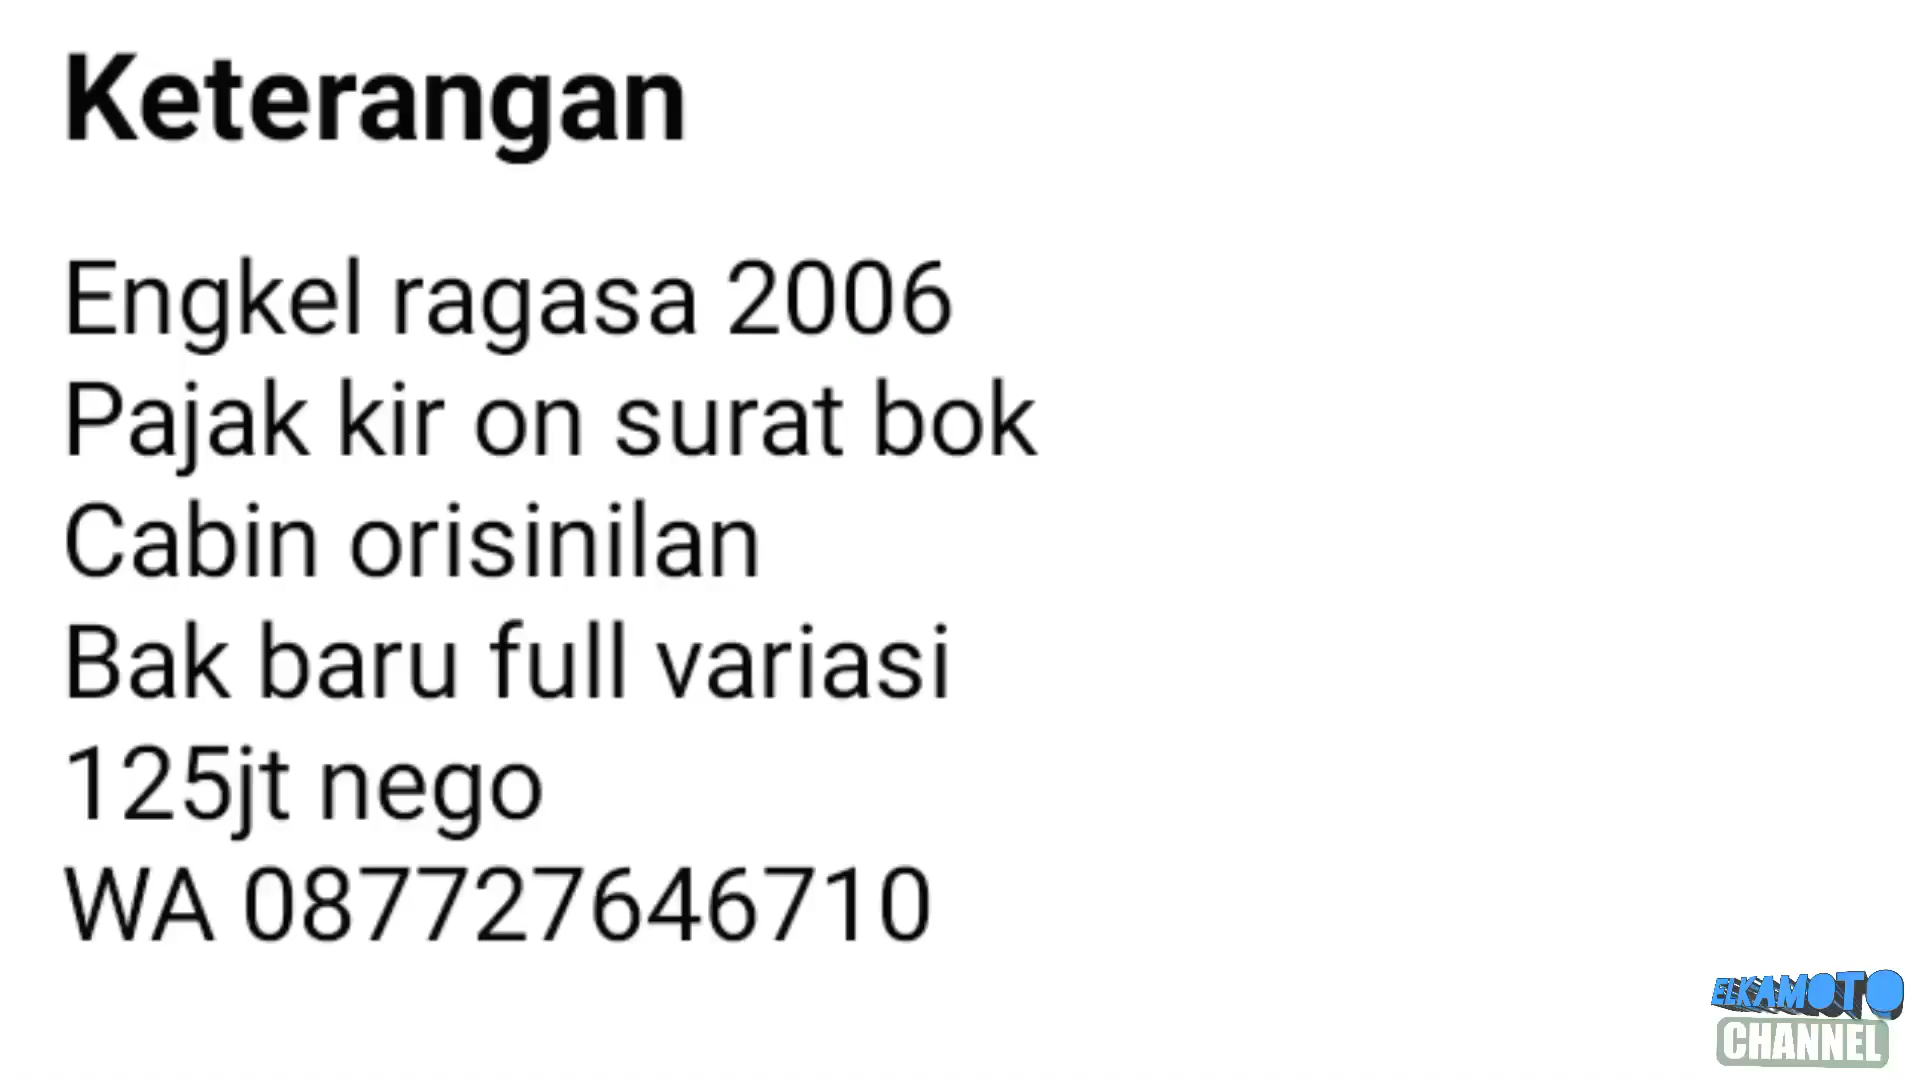 Keterangan
Engkel ragasa 2006
Pajak kir on surat bok
Cabin orisinilan
Bak baru full variasi
125jt nego
WA 087727646710
ELKAMOTO
CHANNEL